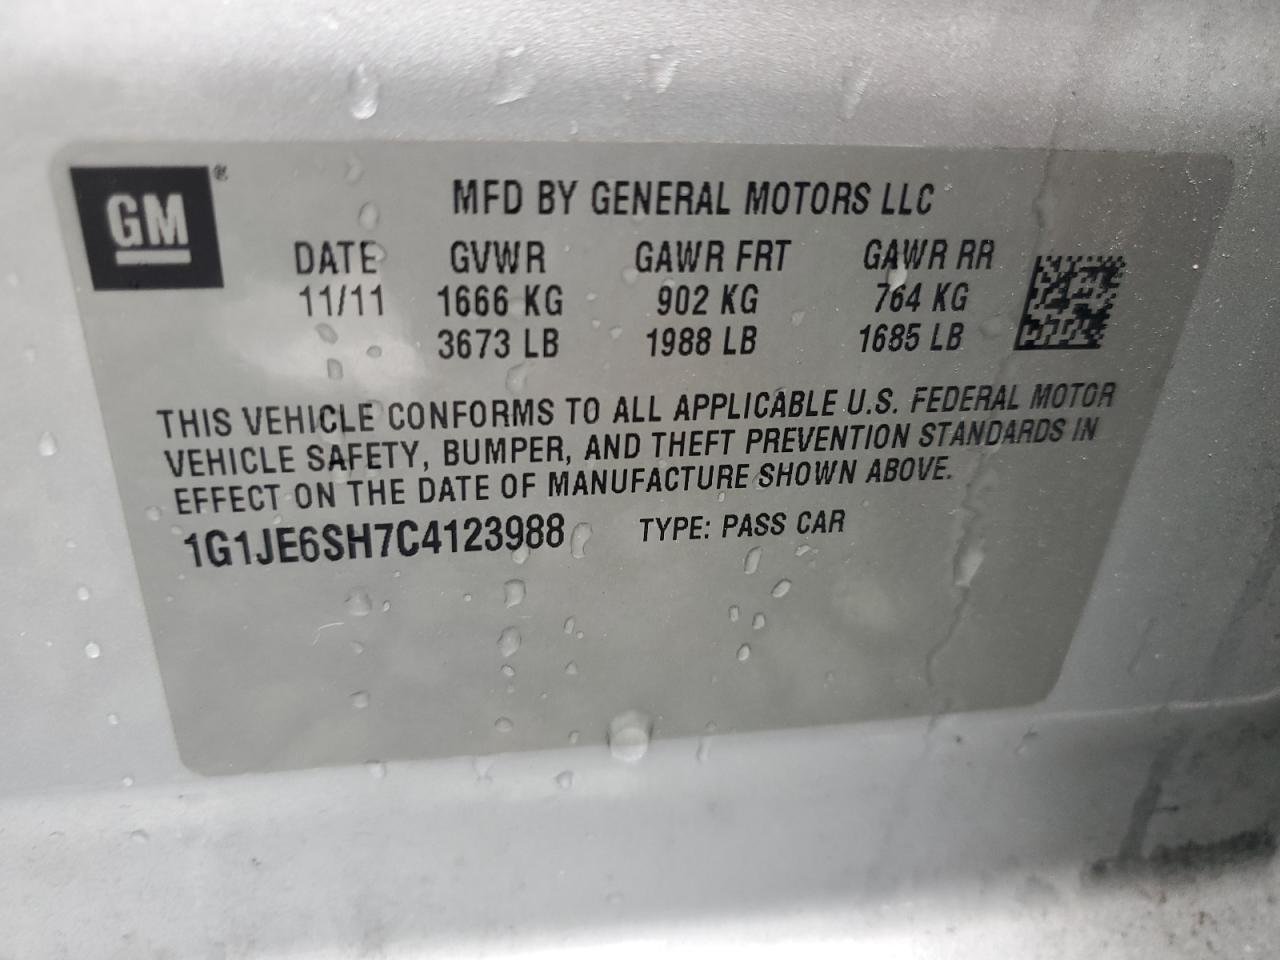 GM®
MFD BY GENERAL MOTORS LLC
DATE GVWR GAWR FRT GAWR RR
11/11 1666 KG 902 KG 764 KG
3673 LB 1988 LB 1685 LB
THIS VEHICLE CONFORMS TO ALL APPLICABLE U.S. FEDERAL MOTOR
VEHICLE SAFETY, BUMPER, AND THEFT PREVENTION STANDARDS IN
EFFECT ON THE DATE OF MANUFACTURE SHOWN ABOVE.
1G1JE6SH7C4123988 TYPE: PASS CAR